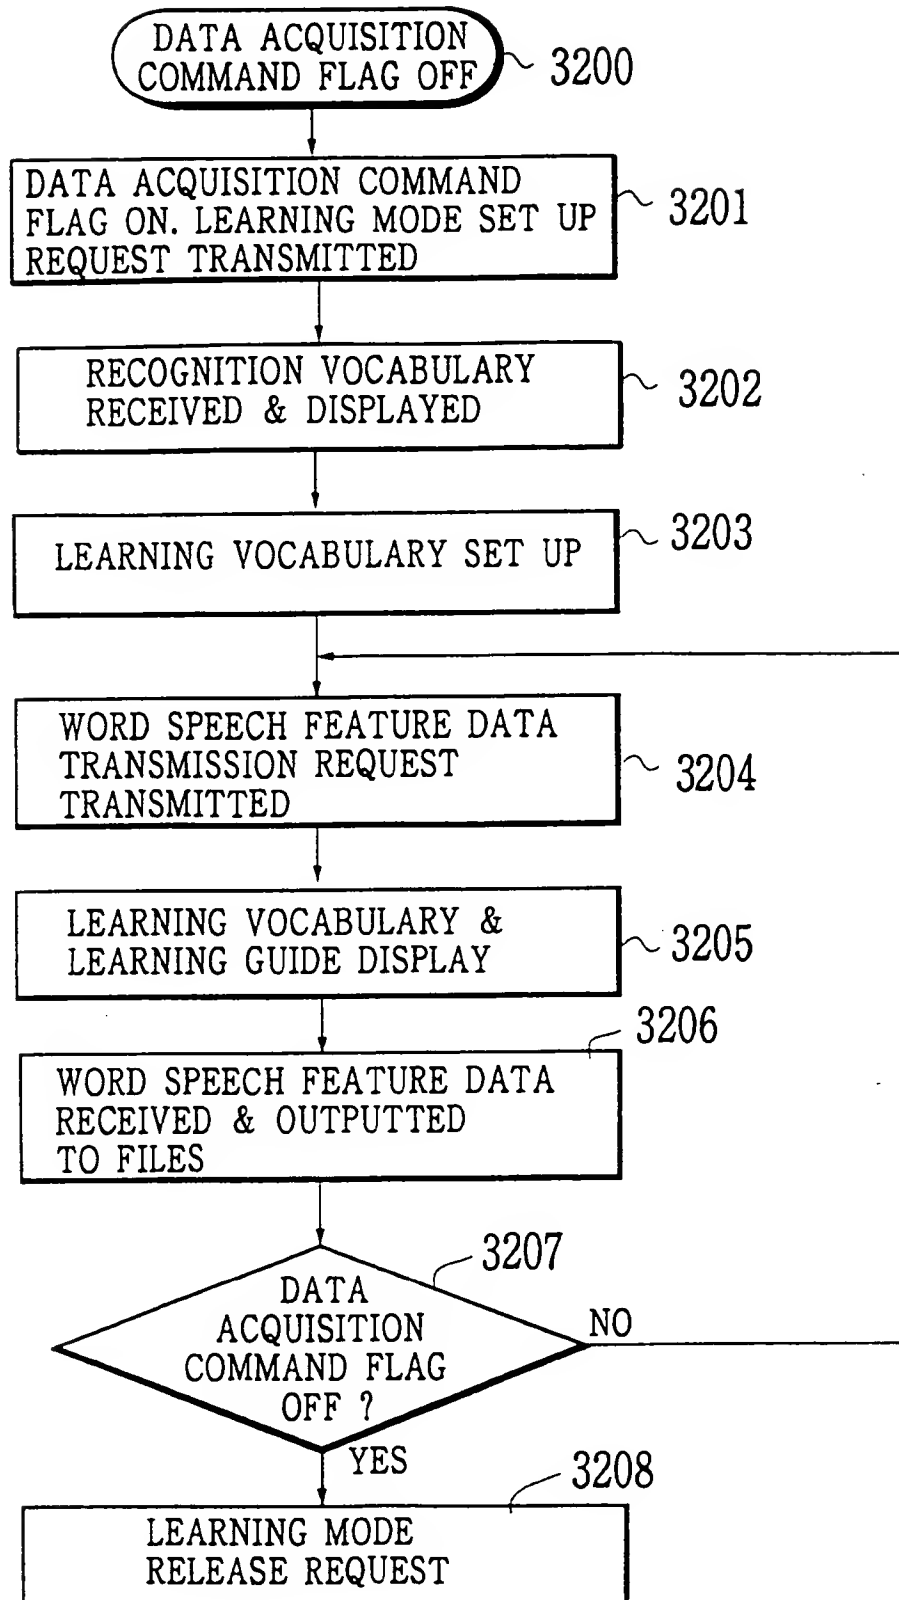 DATA ACQUISITION
COMMAND FLAG OFF
3200
DATA ACQUISITION COMMAND
FLAG ON. LEARNING MODE SET UP
REQUEST TRANSMITTED
3201
RECOGNITION VOCABULARY
RECEIVED & DISPLAYED
3202
LEARNING VOCABULARY SET UP
3203
WORD SPEECH FEATURE DATA
TRANSMISSION REQUEST
TRANSMITTED
3204
LEARNING VOCABULARY &
LEARNING GUIDE DISPLAY
3205
3206
WORD SPEECH FEATURE DATA
RECEIVED & OUTPUTTED
TO FILES
3207
DATA
ACQUISITION
COMMAND FLAG
OFF ?
NO
YES
3208
LEARNING MODE
RELEASE REQUEST